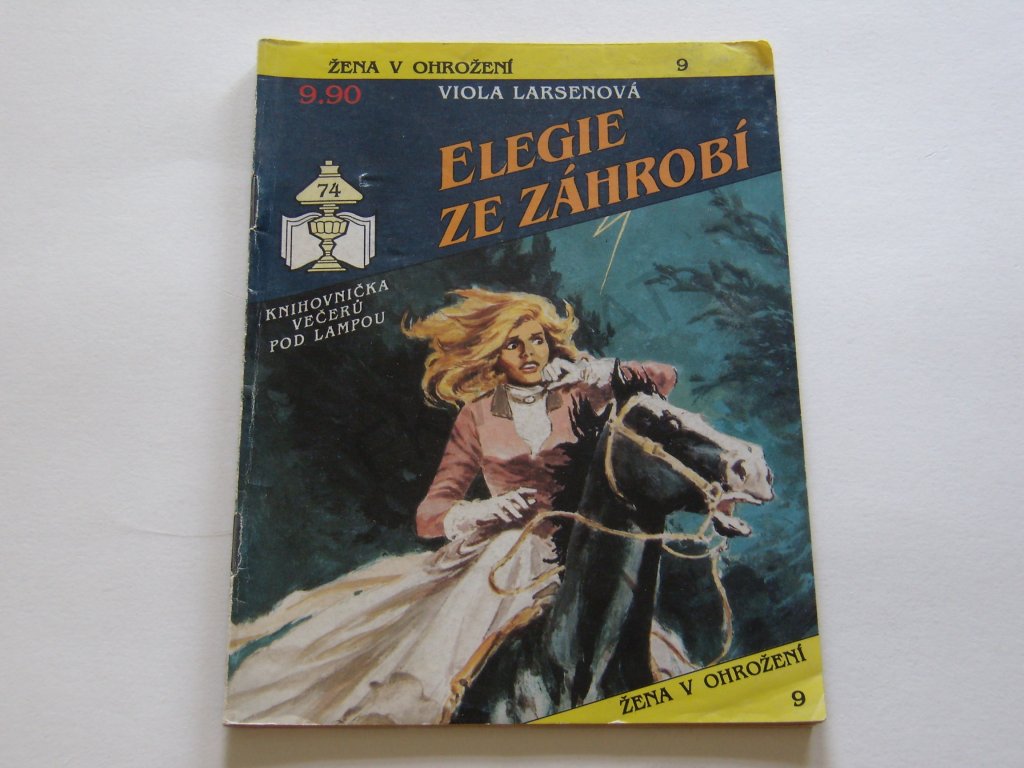 ŽENA V OHROŽENÍ 9
9.90
VIOLA LARSENOVÁ
ELEGIE
ZE ZÁHROBÍ
74
KNIHOVNIČKA
VEČERŮ
POD LAMPOU
ŽENA V OHROŽENÍ
9